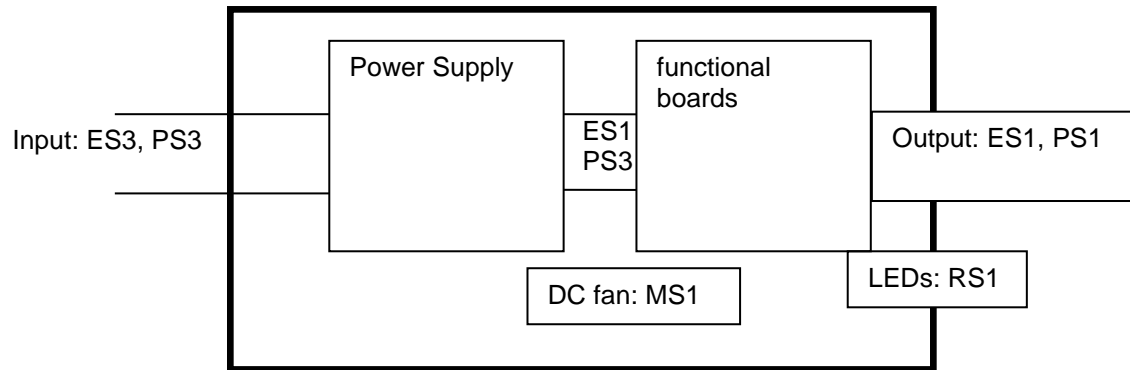 Power Supply
functional
boards
Input: ES3, PS3
ES1
PS3
Output: ES1, PS1
DC fan: MS1
LEDs: RS1